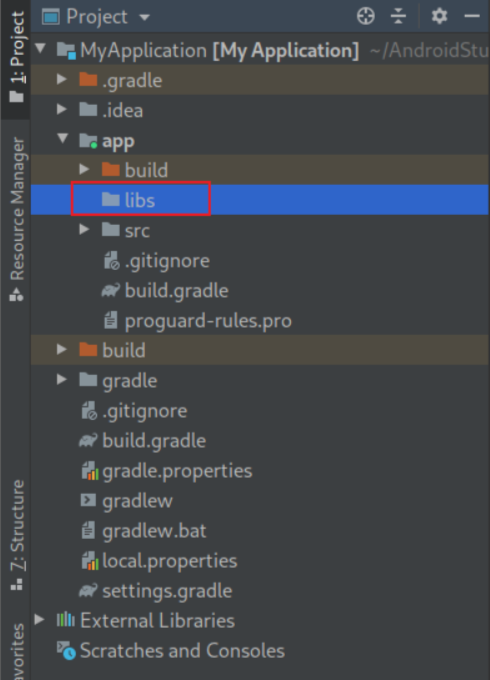 Project
1: Project
MyApplication [My Application] ~/AndroidStu
.gradle
.idea
app
build
libs
src
.gitignore
build.gradle
proguard-rules.pro
build
gradle
.gitignore
build.gradle
gradle.properties
gradlew
gradlew.bat
local.properties
settings.gradle
External Libraries
Scratches and Consoles
Resource Manager
7: Structure
avorites